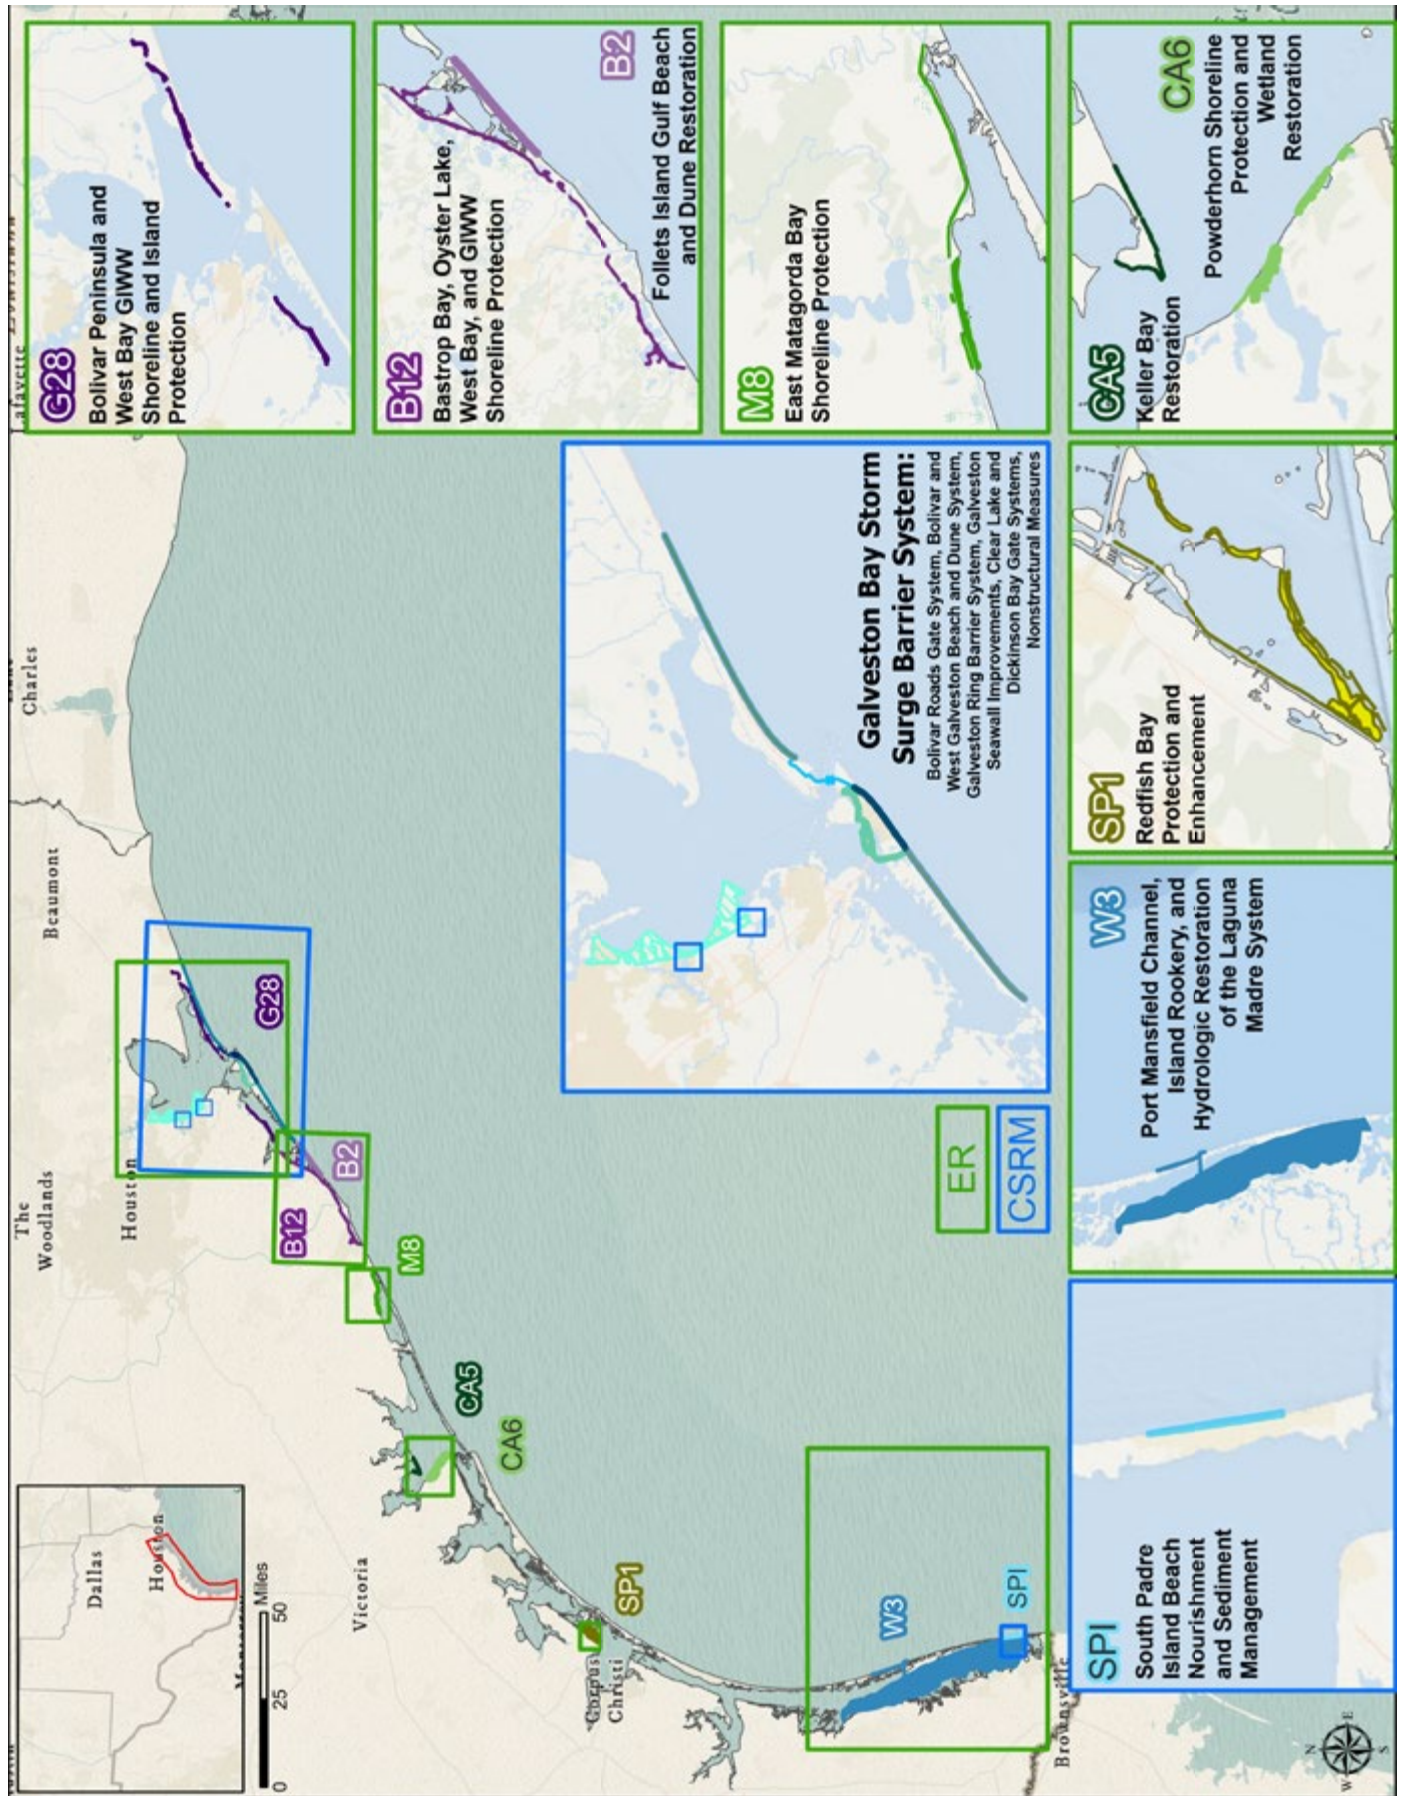 G28
Bolivar Peninsula and
West Bay GIWW
Shoreline and Island
Protection
B12
Bastrop Bay, Oyster Lake,
West Bay, and GIWW
Shoreline Protection
B2
Follets Island Gulf Beach
and Dune Restoration
M8
East Matagorda Bay
Shoreline Protection
CA5
Keller Bay
Restoration
CA6
Powderhorn Shoreline
Protection and
Wetland
Restoration
Galveston Bay Storm
Surge Barrier System:
Bolivar Roads Gate System, Bolivar and
West Galveston Beach and Dune System,
Galveston Ring Barrier System, Galveston
Seawall Improvements, Clear Lake and
Dickinson Bay Gate Systems,
Nonstructural Measures
SP1
Redfish Bay
Protection and
Enhancement
W3
Port Mansfield Channel,
Island Rookery, and
Hydrologic Restoration
of the Laguna
Madre System
SPI
South Padre
Island Beach
Nourishment
and Sediment
Management
ER
CSRM
Lafayette
Charles
Beaumont
The
Woodlands
Houston
G28
B12
B2
M8
CA5
CA6
Victoria
SP1
Corpus
Christi
W3
SPI
Brownsville
Dallas
Houston
0
25
50
Miles
N
E
S
W